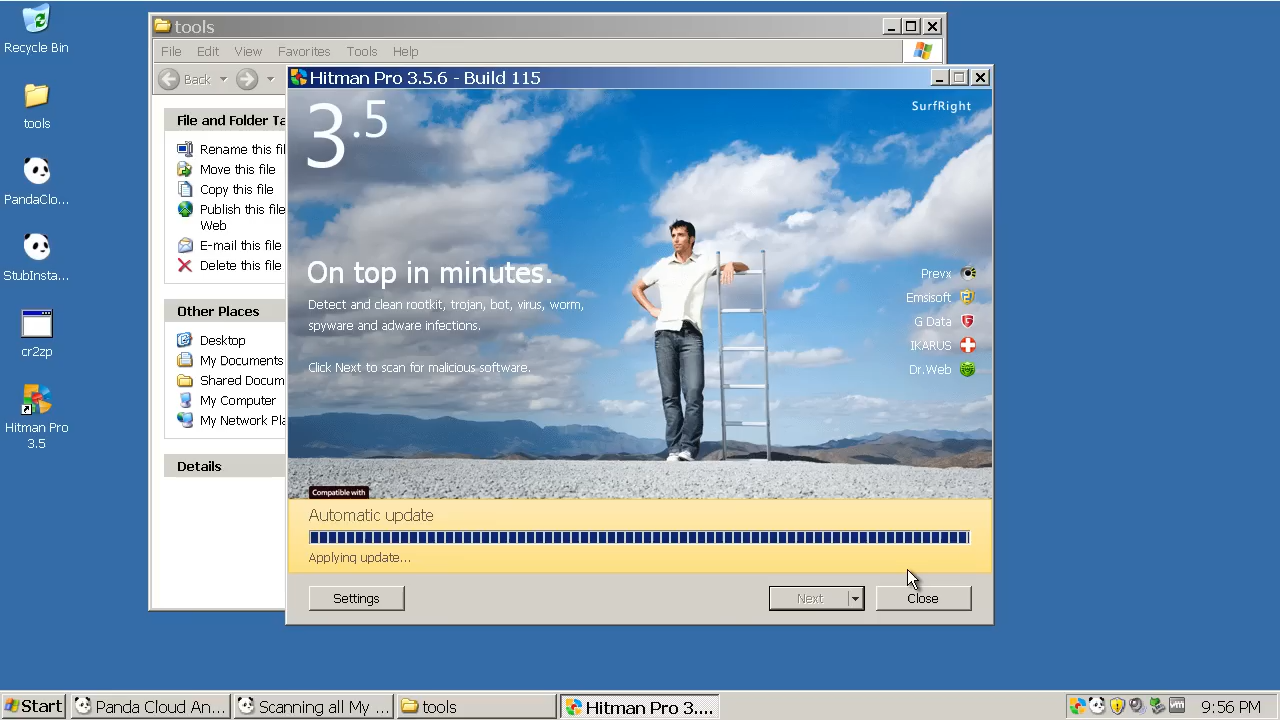 Recycle Bin
tools
PandaClo...
StubInsta...
cr2zp
Hitman Pro
3.5
tools
File Edit View Favorites Tools Help
Back
File and Folder Ta
Rename this fil
Move this file
Copy this file
Publish this file
Web
E-mail this file
Delete this file
Other Places
Desktop
My Documents
Shared Docum
My Computer
My Network Pla
Details
Hitman Pro 3.5.6 - Build 115
3.5
SurfRight
On top in minutes.
Detect and clean rootkit, trojan, bot, virus, worm,
spyware and adware infections.
Click Next to scan for malicious software.
Prevx
Emsisoft
G Data
IKARUS
Dr.Web
Compatible with
Automatic update
Applying update...
Settings Next Close
Start Panda Cloud An... Scanning all My ... tools Hitman Pro 3.... vm 9:56 PM